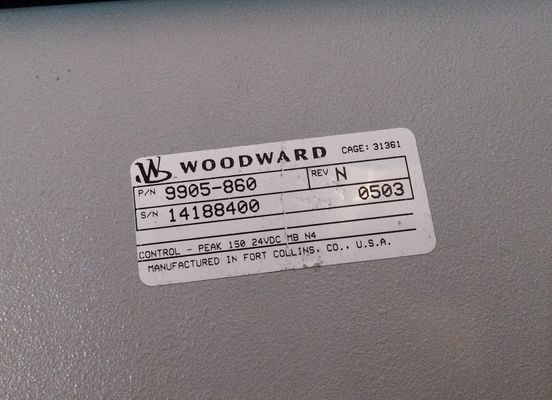 W WOODWARD CAGE: 31361
P/N 9905-860 REV N
S/N 14188400 0503
CONTROL - PEAK 150 24VDC MB N4
MANUFACTURED IN FORT COLLINS, CO., U.S.A.